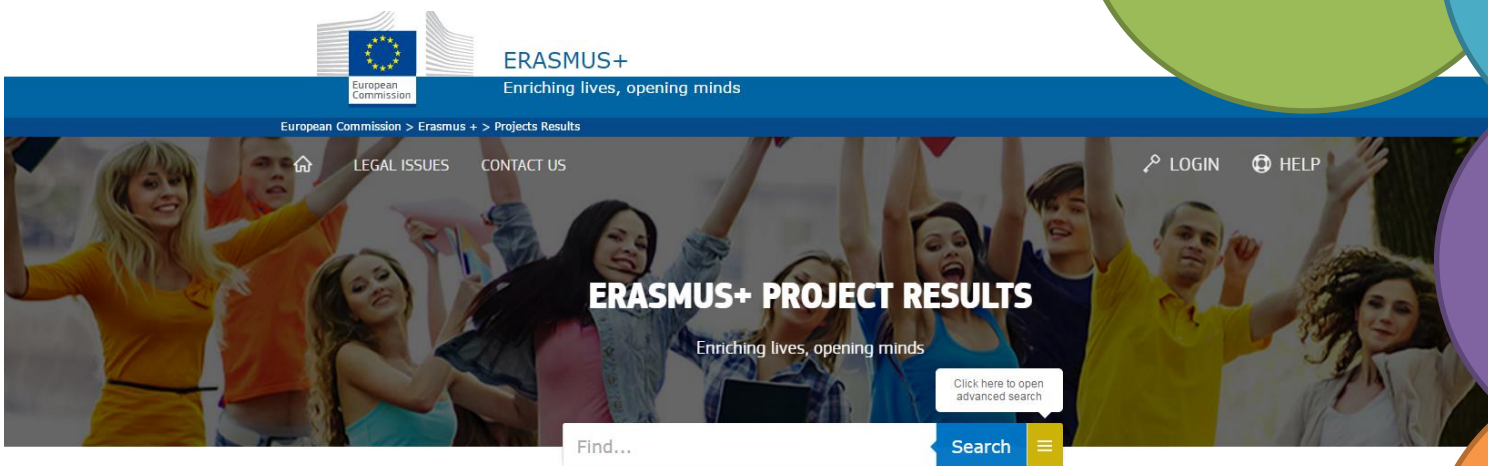 ERASMUS+
European
Commission
Enriching lives, opening minds
European Commission > Erasmus + > Projects Results
LEGAL ISSUES CONTACT US LOGIN HELP
ERASMUS+ PROJECT RESULTS
Enriching lives, opening minds
Click here to open
advanced search
Find... Search